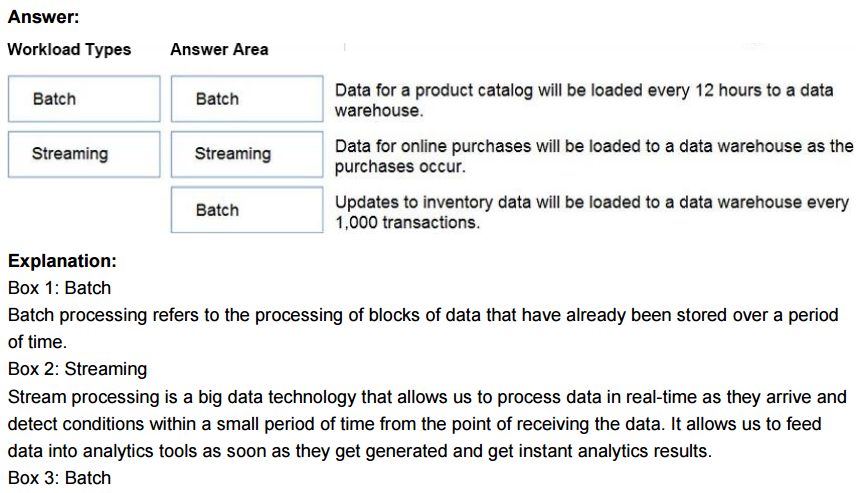 Answer:
Workload Types Answer Area
Batch Batch Data for a product catalog will be loaded every 12 hours to a data
warehouse.
Streaming Streaming Data for online purchases will be loaded to a data warehouse as the
purchases occur.
Batch Updates to inventory data will be loaded to a data warehouse every
1,000 transactions.
Explanation:
Box 1: Batch
Batch processing refers to the processing of blocks of data that have already been stored over a period
of time.
Box 2: Streaming
Stream processing is a big data technology that allows us to process data in real-time as they arrive and
detect conditions within a small period of time from the point of receiving the data. It allows us to feed
data into analytics tools as soon as they get generated and get instant analytics results.
Box 3: Batch